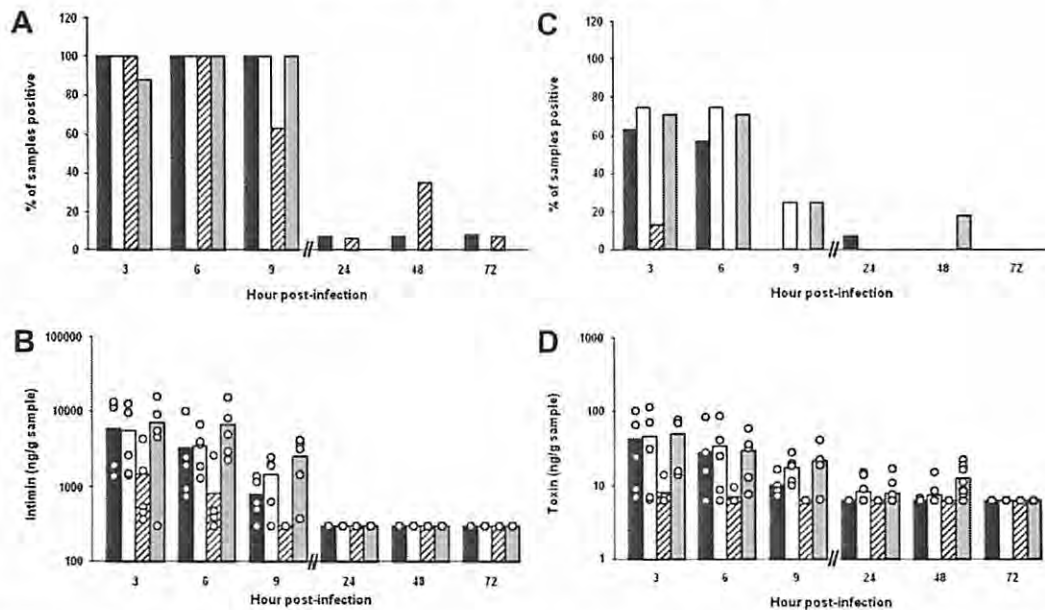 A
120
100
80
60
40
20
0
% of samples positive
3 6 9 // 24 48 72
Hour post-infection
C
120
100
80
60
40
20
0
% of samples positive
3 6 9 // 24 48 72
Hour post-infection
B
100000
10000
1000
100
Intimin (ng/g sample)
3 6 9 // 24 48 72
Hour post-infection
D
1000
100
10
1
Toxin (ng/g sample)
3 6 9 // 24 48 72
Hour post-infection